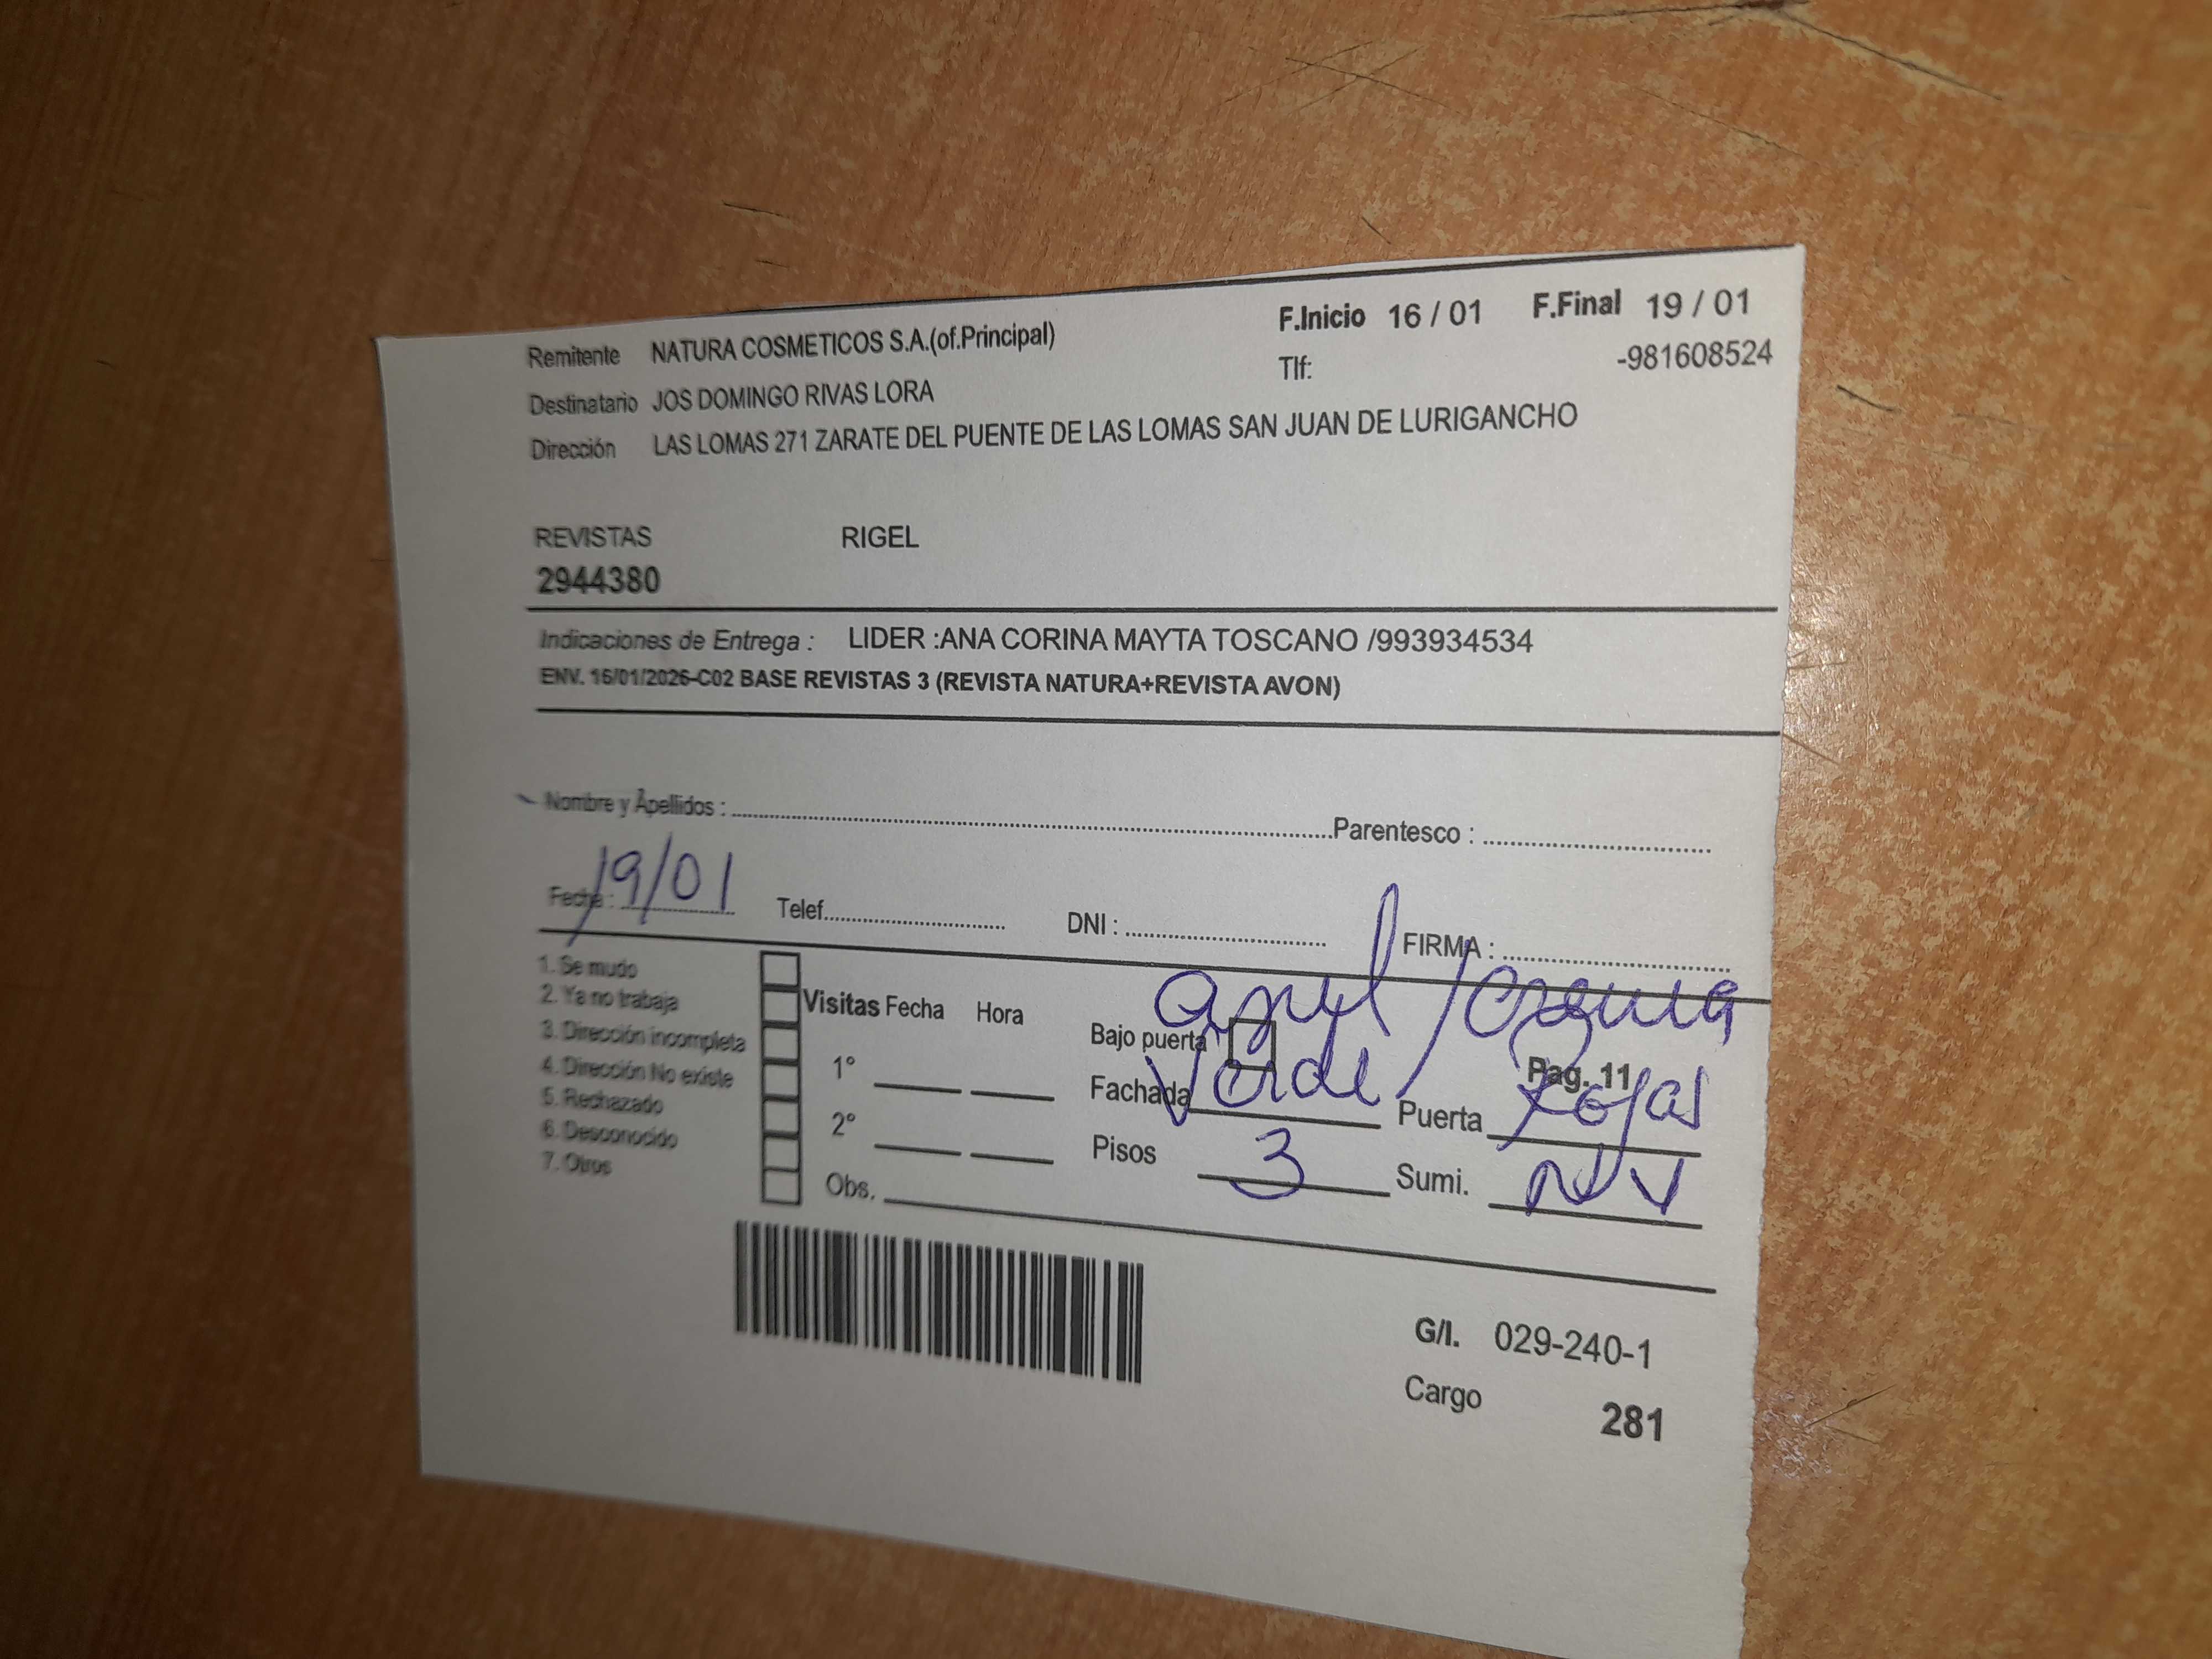 F.Inicio 16 / 01 F.Final 19 / 01
Remitente NATURA COSMETICOS S.A.(of.Principal)
Tlf: -981608524
Destinatario JOS DOMINGO RIVAS LORA
Dirección LAS LOMAS 271 ZARATE DEL PUENTE DE LAS LOMAS SAN JUAN DE LURIGANCHO
REVISTAS RIGEL
2944380
Indicaciones de Entrega : LIDER :ANA CORINA MAYTA TOSCANO /993934534
ENV. 16/01/2026-C02 BASE REVISTAS 3 (REVISTA NATURA+REVISTA AVON)
Nombre y Apellidos : Parentesco :
Fecha : 19/01 Telef. DNI : FIRMA :
1. Se mudo
2. Ya no trabaja
3. Dirección incompleta
4. Dirección No existe
5. Rechazado
6. Desconocido
7. Otros
Visitas Fecha Hora
1°
2°
Obs.
azul/crema
Bajo puerta
Pag. 11
Fachada verde/ Puerta 2 rejas
Pisos 3 Sumi. NV
G/I. 029-240-1
Cargo 281